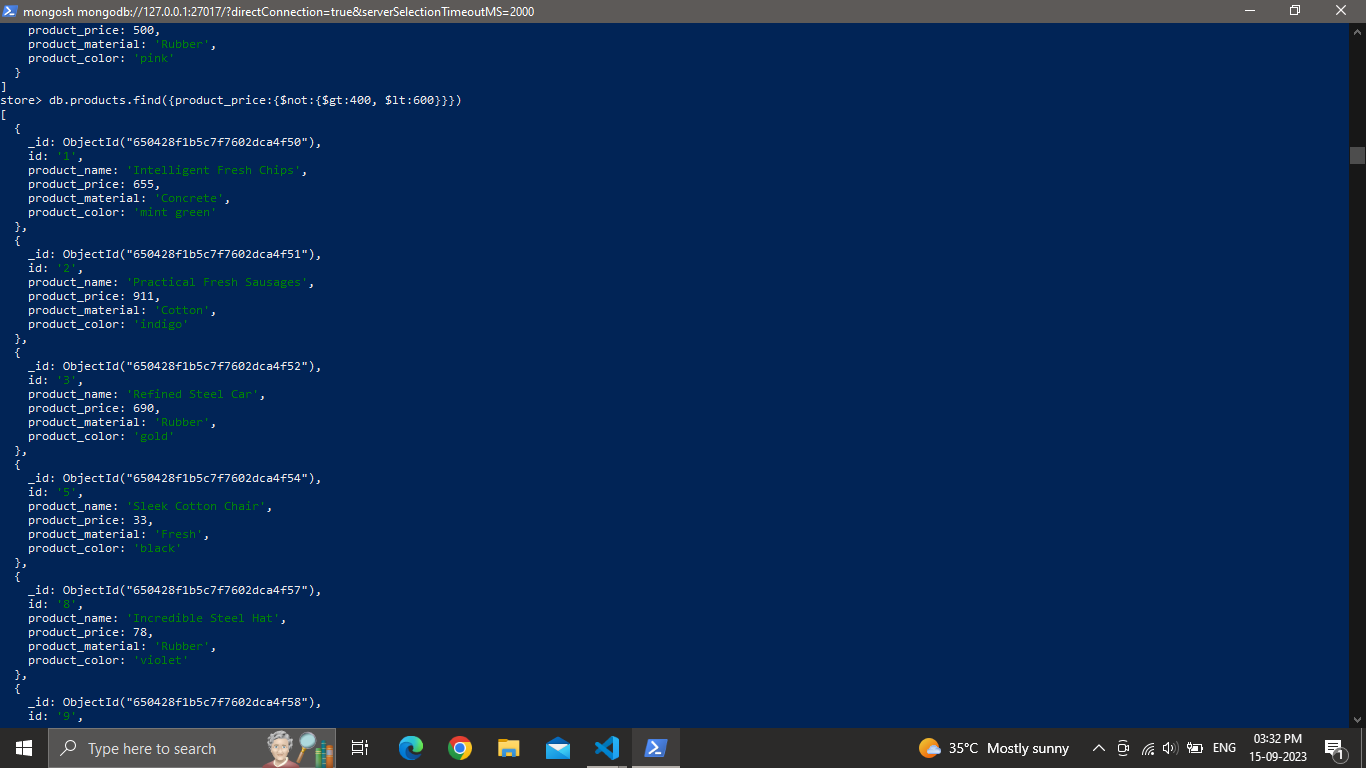 mongosh mongodb://127.0.0.1:27017/?directConnection=true&serverSelectionTimeoutMS=2000
product_price: 500,
product_material: 'Rubber',
product_color: 'pink'
}
]
store> db.products.find({product_price:{$not:{$gt:400, $lt:600}}})
[
{
_id: ObjectId("650428f1b5c7f7602dca4f50"),
id: '1',
product_name: 'Intelligent Fresh Chips',
product_price: 655,
product_material: 'Concrete',
product_color: 'mint green'
},
{
_id: ObjectId("650428f1b5c7f7602dca4f51"),
id: '2',
product_name: 'Practical Fresh Sausages',
product_price: 911,
product_material: 'Cotton',
product_color: 'indigo'
},
{
_id: ObjectId("650428f1b5c7f7602dca4f52"),
id: '3',
product_name: 'Refined Steel Car',
product_price: 690,
product_material: 'Rubber',
product_color: 'gold'
},
{
_id: ObjectId("650428f1b5c7f7602dca4f54"),
id: '5',
product_name: 'Sleek Cotton Chair',
product_price: 33,
product_material: 'Fresh',
product_color: 'black'
},
{
_id: ObjectId("650428f1b5c7f7602dca4f57"),
id: '8',
product_name: 'Incredible Steel Hat',
product_price: 78,
product_material: 'Rubber',
product_color: 'violet'
},
{
_id: ObjectId("650428f1b5c7f7602dca4f58"),
id: '9',
Type here to search
35°C Mostly sunny
ENG
03:32 PM
15-09-2023
1